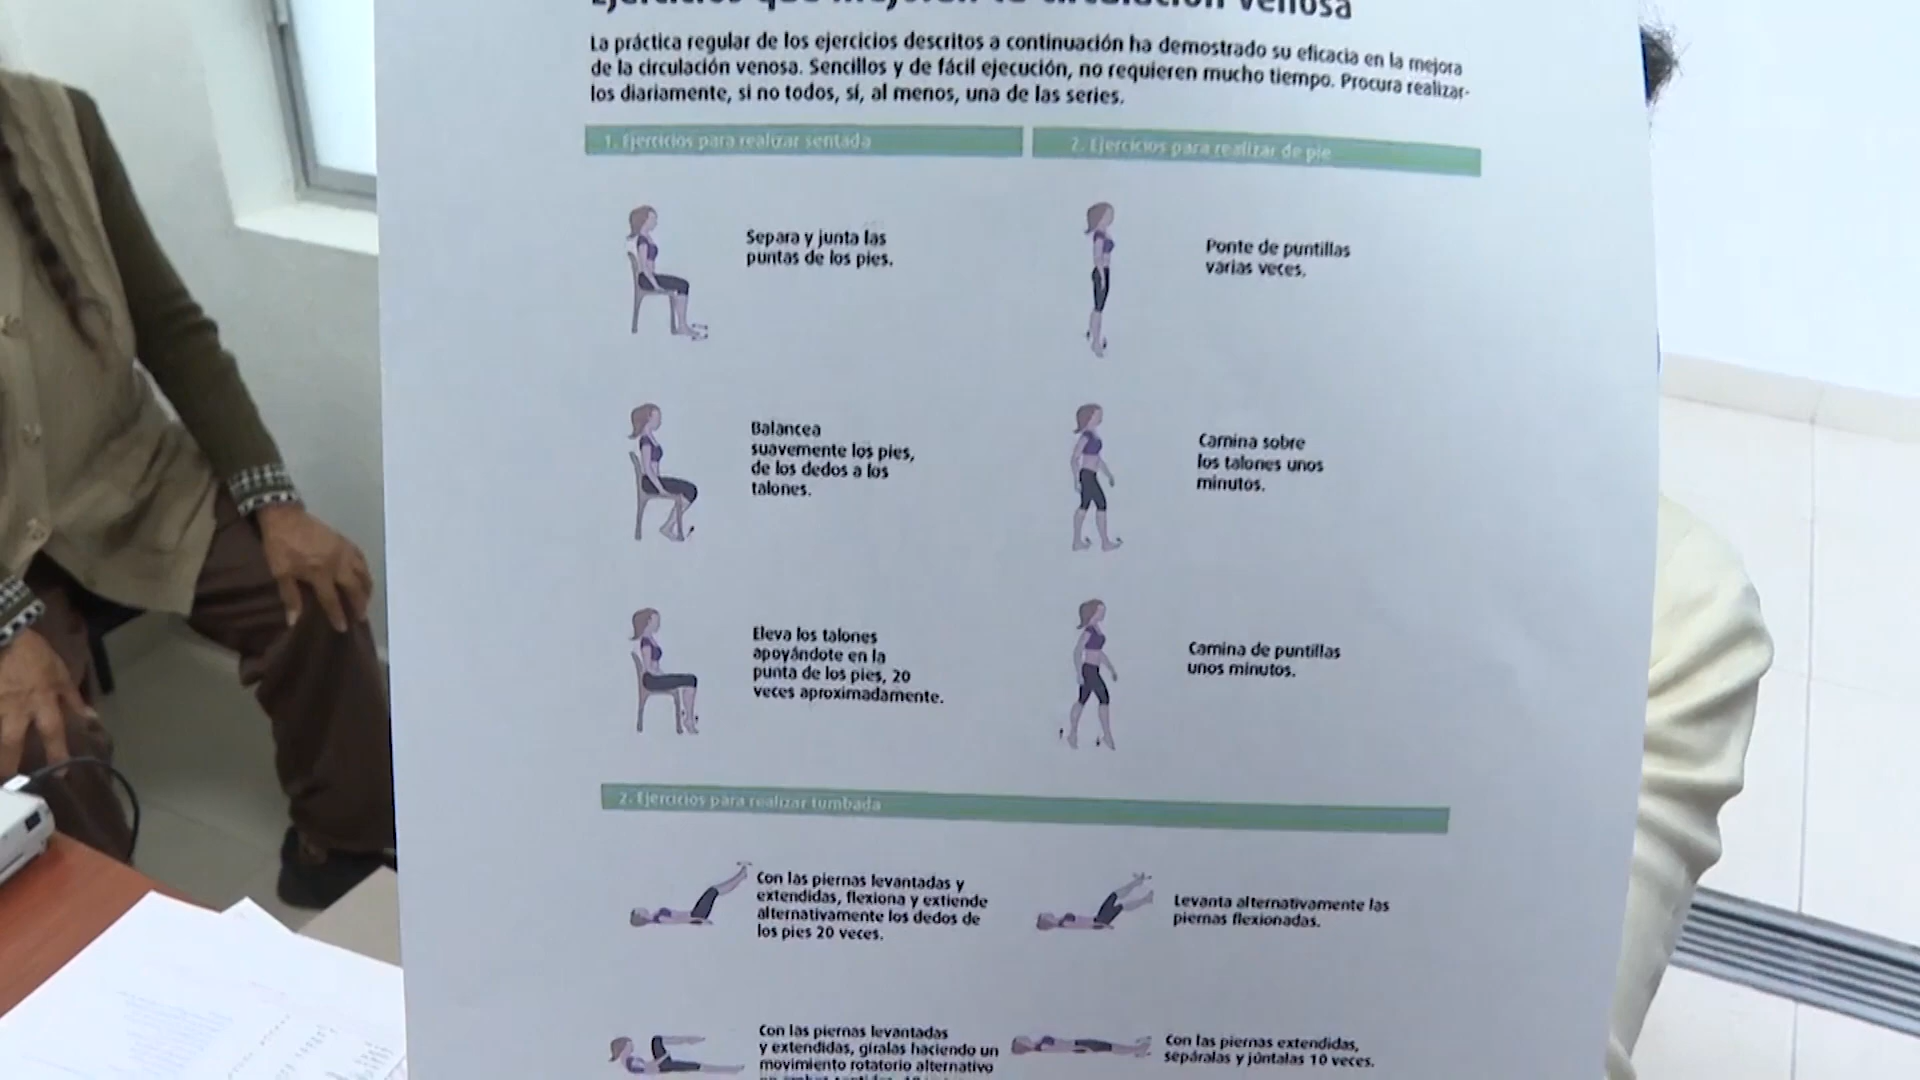 Ejercicios que mejoran tu circulación venosa
La práctica regular de los ejercicios descritos a continuación ha demostrado su eficacia en la mejora
de la circulación venosa. Sencillos y de fácil ejecución, no requieren mucho tiempo. Procura realizar-
los diariamente, si no todos, sí, al menos, una de las series.
1. Ejercicios para realizar sentada
Separa y junta las
puntas de los pies.
Balancea
suavemente los pies,
de los dedos a los
talones.
Eleva los talones
apoyándote en la
punta de los pies, 20
veces aproximadamente.
2. Ejercicios para realizar de pie
Ponte de puntillas
varias veces.
Camina sobre
los talones unos
minutos.
Camina de puntillas
unos minutos.
2. Ejercicios para realizar tumbada
Con las piernas levantadas y
extendidas, flexiona y extiende
alternativamente los dedos de
los pies 20 veces.
Levanta alternativamente las
piernas flexionadas.
Con las piernas levantadas
y extendidas, gíralas haciendo un
movimiento rotatorio alternativo
Con las piernas extendidas,
sepáralas y júntalas 10 veces.